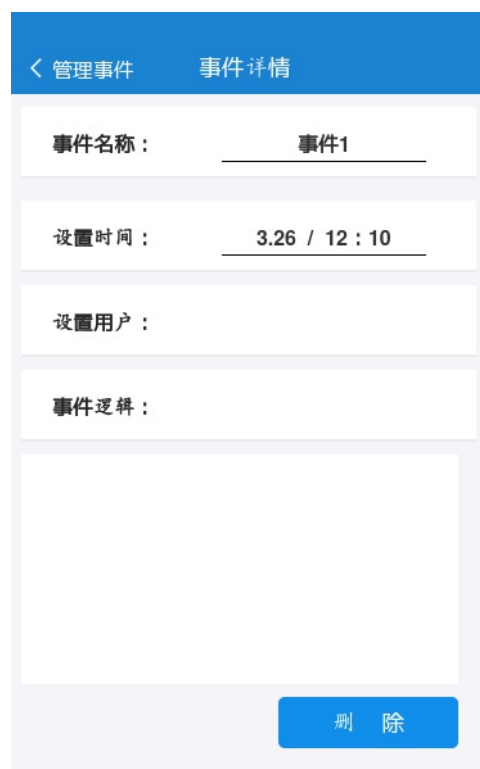 管理事件 事件详情
事件名称： 事件1
设置时间： 3.26 / 12：10
设置用户：
事件逻辑：
删 除